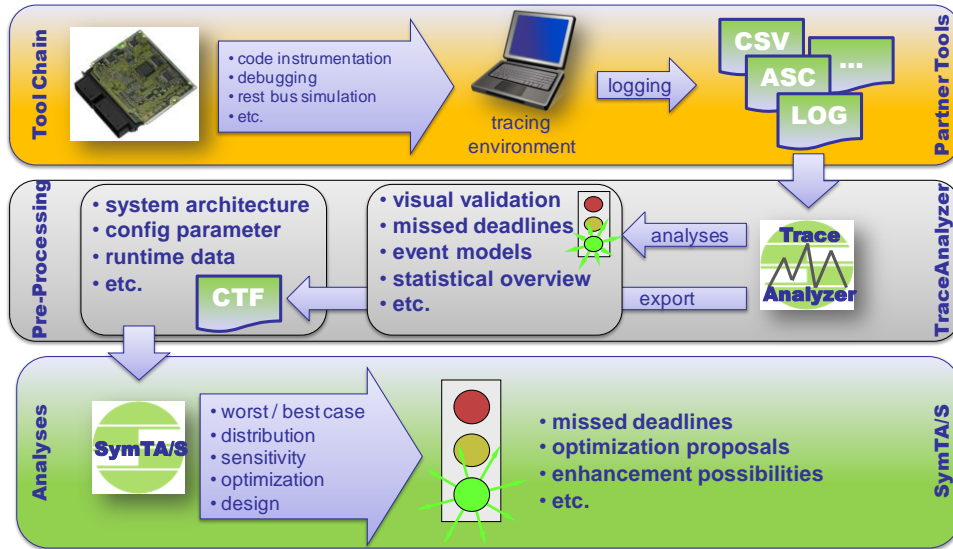 Tool Chain
• code instrumentation
• debugging
• rest bus simulation
• etc.
tracing
environment
logging
CSV
...
ASC
LOG
Partner Tools
Pre-Processing
• system architecture
• config parameter
• runtime data
• etc.
CTF
• visual validation
• missed deadlines
• event models
• statistical overview
• etc.
analyses
export
Trace
Analyzer
TraceAnalyzer
Analyses
SymTA/S
• worst / best case
• distribution
• sensitivity
• optimization
• design
• missed deadlines
• optimization proposals
• enhancement possibilities
• etc.
SymTA/S